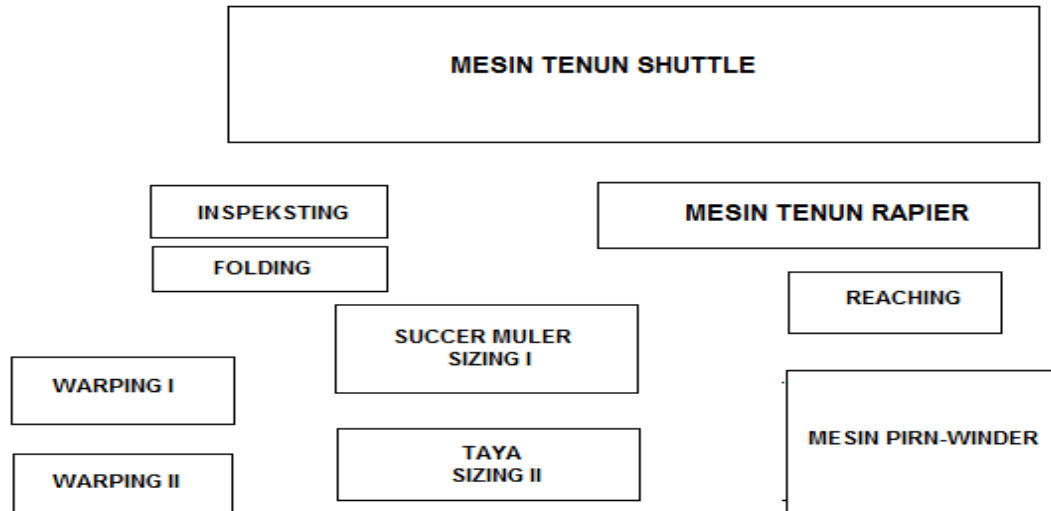 MESIN TENUN SHUTTLE
INSPEKSTING
MESIN TENUN RAPIER
FOLDING
REACHING
SUCCER MULER
SIZING I
WARPING I
MESIN PIRN-WINDER
TAYA
SIZING II
WARPING II